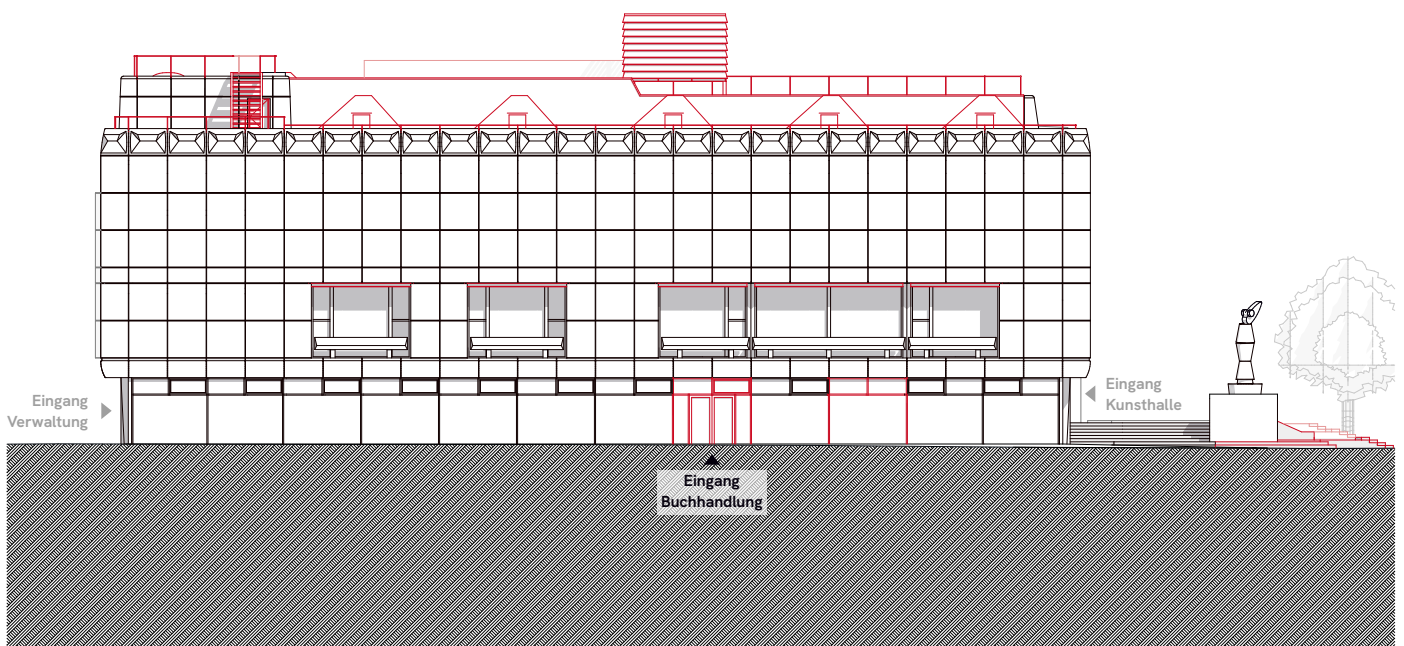 Eingang
Verwaltung
Eingang
Kunsthalle
Eingang
Buchhandlung